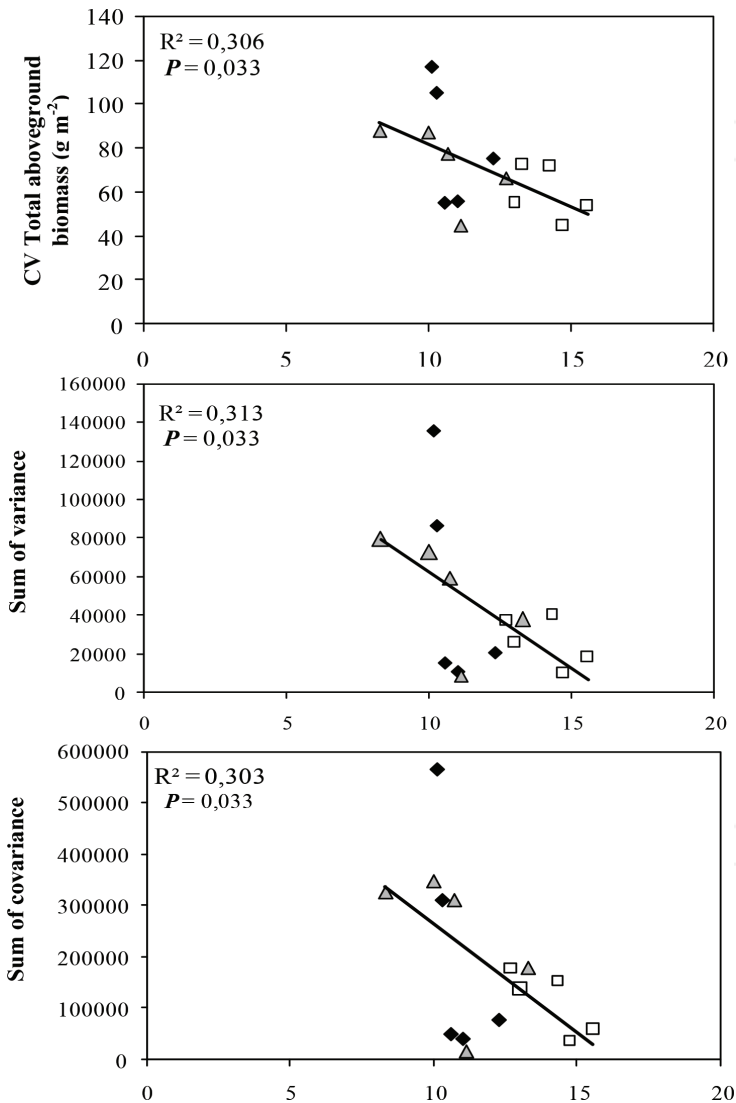 140
120
100
80
60
40
20
0
CV Total aboveground
biomass (g m⁻²)
R² = 0,306
P = 0,033
0 5 10 15 20
160000
140000
120000
100000
80000
60000
40000
20000
0
Sum of variance
R² = 0,313
P = 0,033
0 5 10 15 20
600000
500000
400000
300000
200000
100000
0
Sum of covariance
R² = 0,303
P = 0,033
0 5 10 15 20